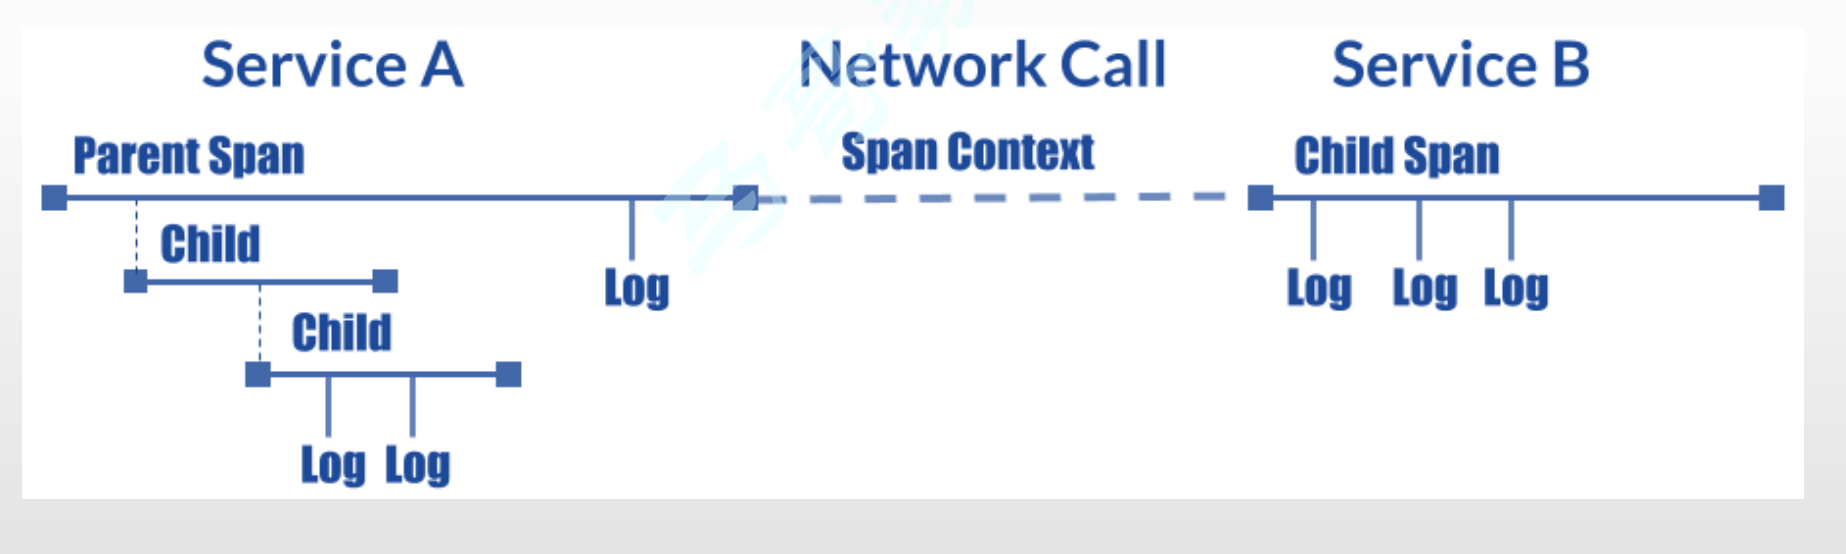 Service A
Network Call
Service B
Parent Span
Span Context
Child Span
Child
Log
Log
Log
Log
Child
Log
Log